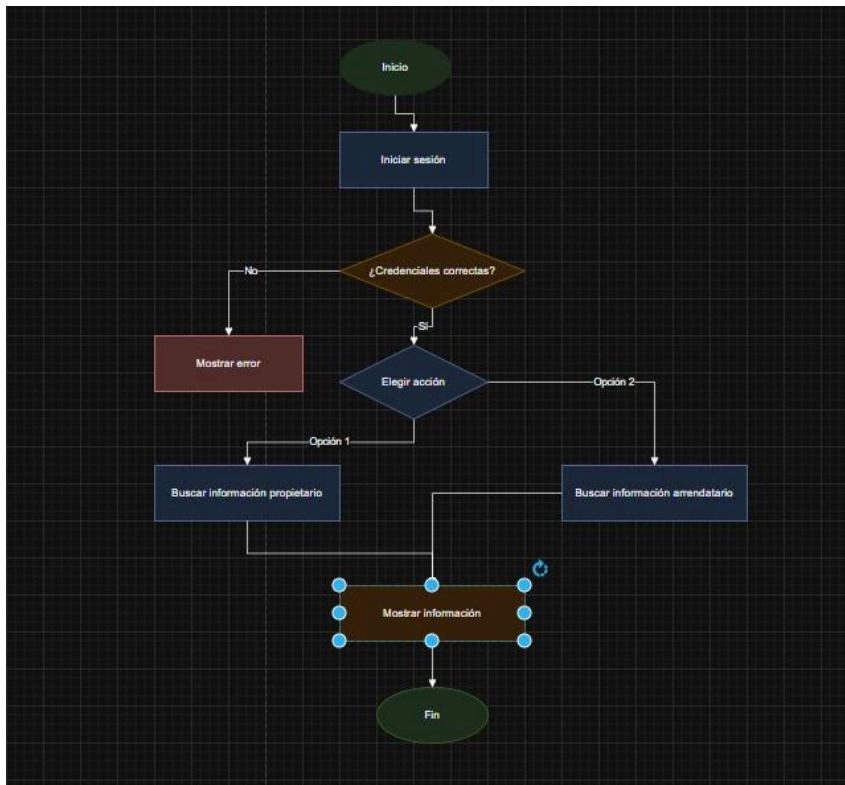 Inicio
Iniciar sesión
¿Credenciales correctas?
No
Sí
Mostrar error
Elegir acción
Opción 2
Opción 1
Buscar información propietario
Buscar información arrendatario
Mostrar información
Fin